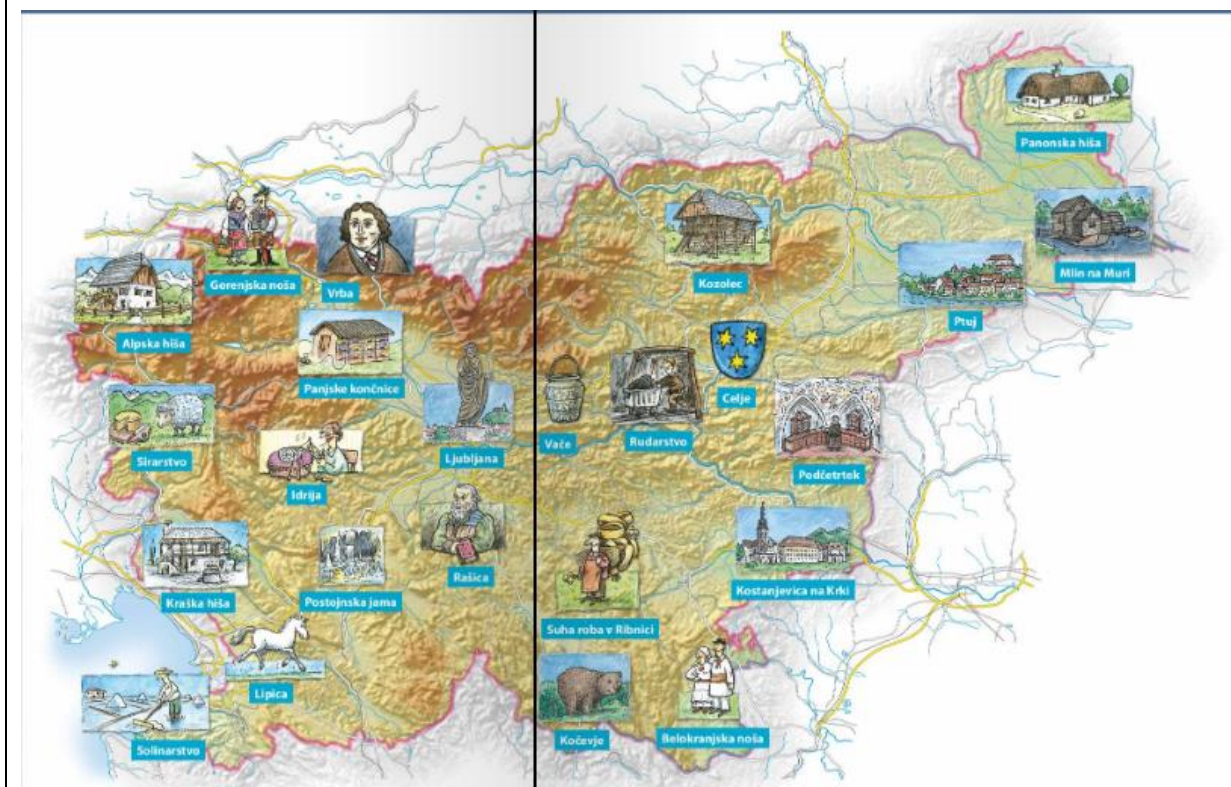 Panonska hiša
Mlin na Muri
Gorenjska noša
Vrba
Kozolec
Ptuj
Alpska hiša
Panjske končnice
Celje
Sirarstvo
Idrija
Ljubljana
Vače
Rudarstvo
Podčetrtek
Kraška hiša
Postojnska jama
Rašica
Kostanjevica na Krki
Suha roba v Ribnici
Lipica
Solinarstvo
Kočevje
Belokranjska noša